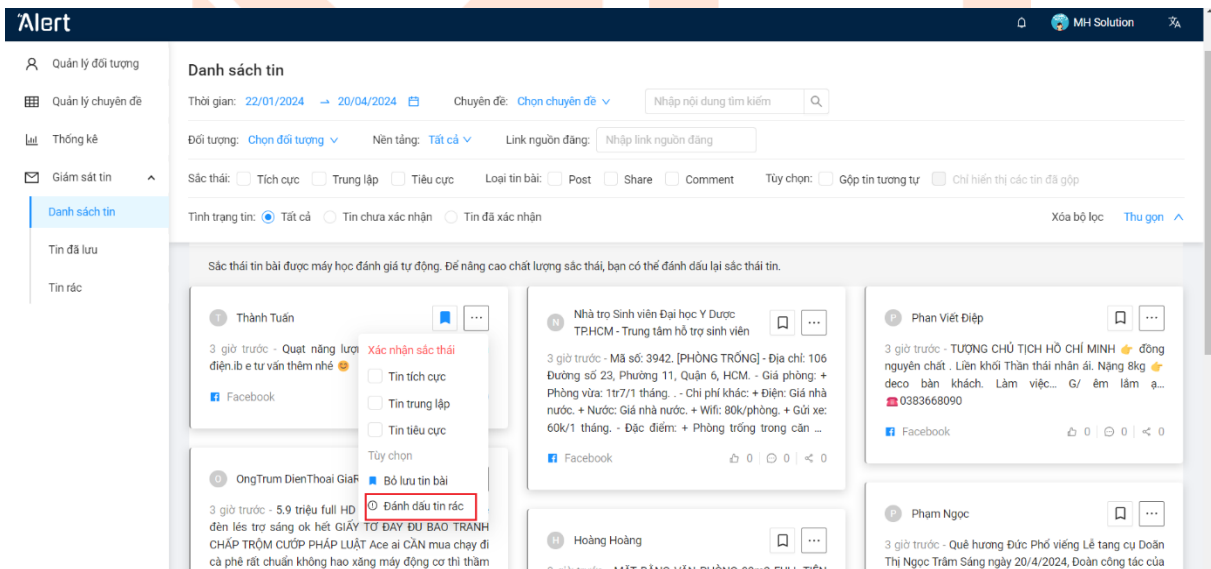 Alert
MH Solution
Quản lý đối tượng
Quản lý chuyên đề
Thống kê
Giám sát tin
Danh sách tin
Tin đã lưu
Tin rác
Danh sách tin
Thời gian: 22/01/2024 → 20/04/2024 Chuyên đề: Chọn chuyên đề Nhập nội dung tìm kiếm
Đối tượng: Chọn đối tượng Nền tảng: Tất cả Link nguồn đăng: Nhập link nguồn đăng
Sắc thái: Tích cực Trung lập Tiêu cực Loại tin bài: Post Share Comment Tùy chọn: Gộp tin tương tự Chỉ hiển thị các tin đã gộp
Tình trạng tin: Tất cả Tin chưa xác nhận Tin đã xác nhận Xóa bộ lọc Thu gọn
Sắc thái tin bài được máy học đánh giá tự động. Để nâng cao chất lượng sắc thái, bạn có thể đánh dấu lại sắc thái tin.
T Thành Tuấn
3 giờ trước - Quạt năng
điện.ib e tư vấn thêm nhé 😊
Facebook
Xác nhận sắc thái
Tin tích cực
Tin trung lập
Tin tiêu cực
Tùy chọn
Bỏ lưu tin bài
Đánh dấu tin rác
O OngTrum DienThoai
3 giờ trước - 5.9 triệu full HD
đèn lés trợ sáng ok hết GIẤY TỜ ĐẦY ĐỦ BAO TRANH
CHẤP TRỘM CƯỚP PHÁP LUẬT Ace ai CẦN mua chạy đi
cà phê rất chuẩn không hao xăng máy động cơ thì thầm
N Nhà trọ Sinh viên Đại học Y Dược
TP.HCM - Trung tâm hỗ trợ sinh viên
3 giờ trước - Mã số: 3942. [PHÒNG TRỐNG] - Địa chỉ: 106
Đường số 23, Phường 11, Quận 6, HCM. - Giá phòng: +
Phòng vừa: 1tr7/1 tháng. . - Chi phí khác: + Điện: Giá nhà
nước. + Nước: Giá nhà nước. + Wifi: 80k/phòng. + Gửi xe:
60k/1 tháng. - Đặc điểm: + Phòng trống trong căn ...
Facebook 0 0 0
H Hoàng Hoàng
P Phan Viết Điệp
3 giờ trước - TƯỢNG CHỦ TỊCH HỒ CHÍ MINH 👉 đồng
nguyên chất . Liên khối Thần thái nhân ái. Nặng 8kg 👉
deco bàn khách. Làm việc... G/ êm lắm ạ...
☎️0383668090
Facebook 0 0 0
P Phạm Ngọc
3 giờ trước - Quê hương Đức Phổ viếng Lễ tang cụ Doãn
Thị Ngọc Trâm Sáng ngày 20/4/2024, Đoàn công tác của